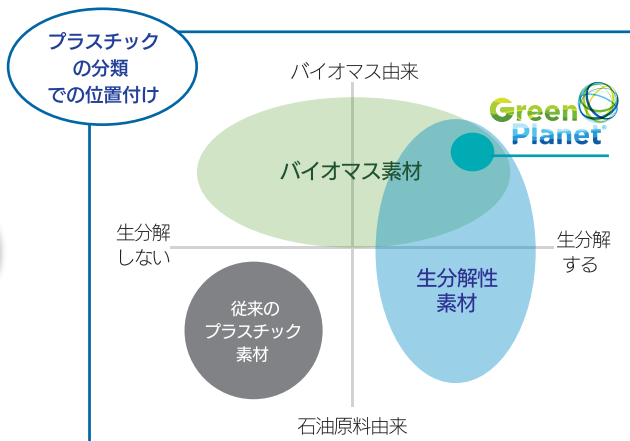 プラスチック
の分類
での位置付け
バイオマス由来
Green
Planet®
バイオマス素材
生分解
しない
生分解
する
生分解性
素材
従来の
プラスチック
素材
石油原料由来